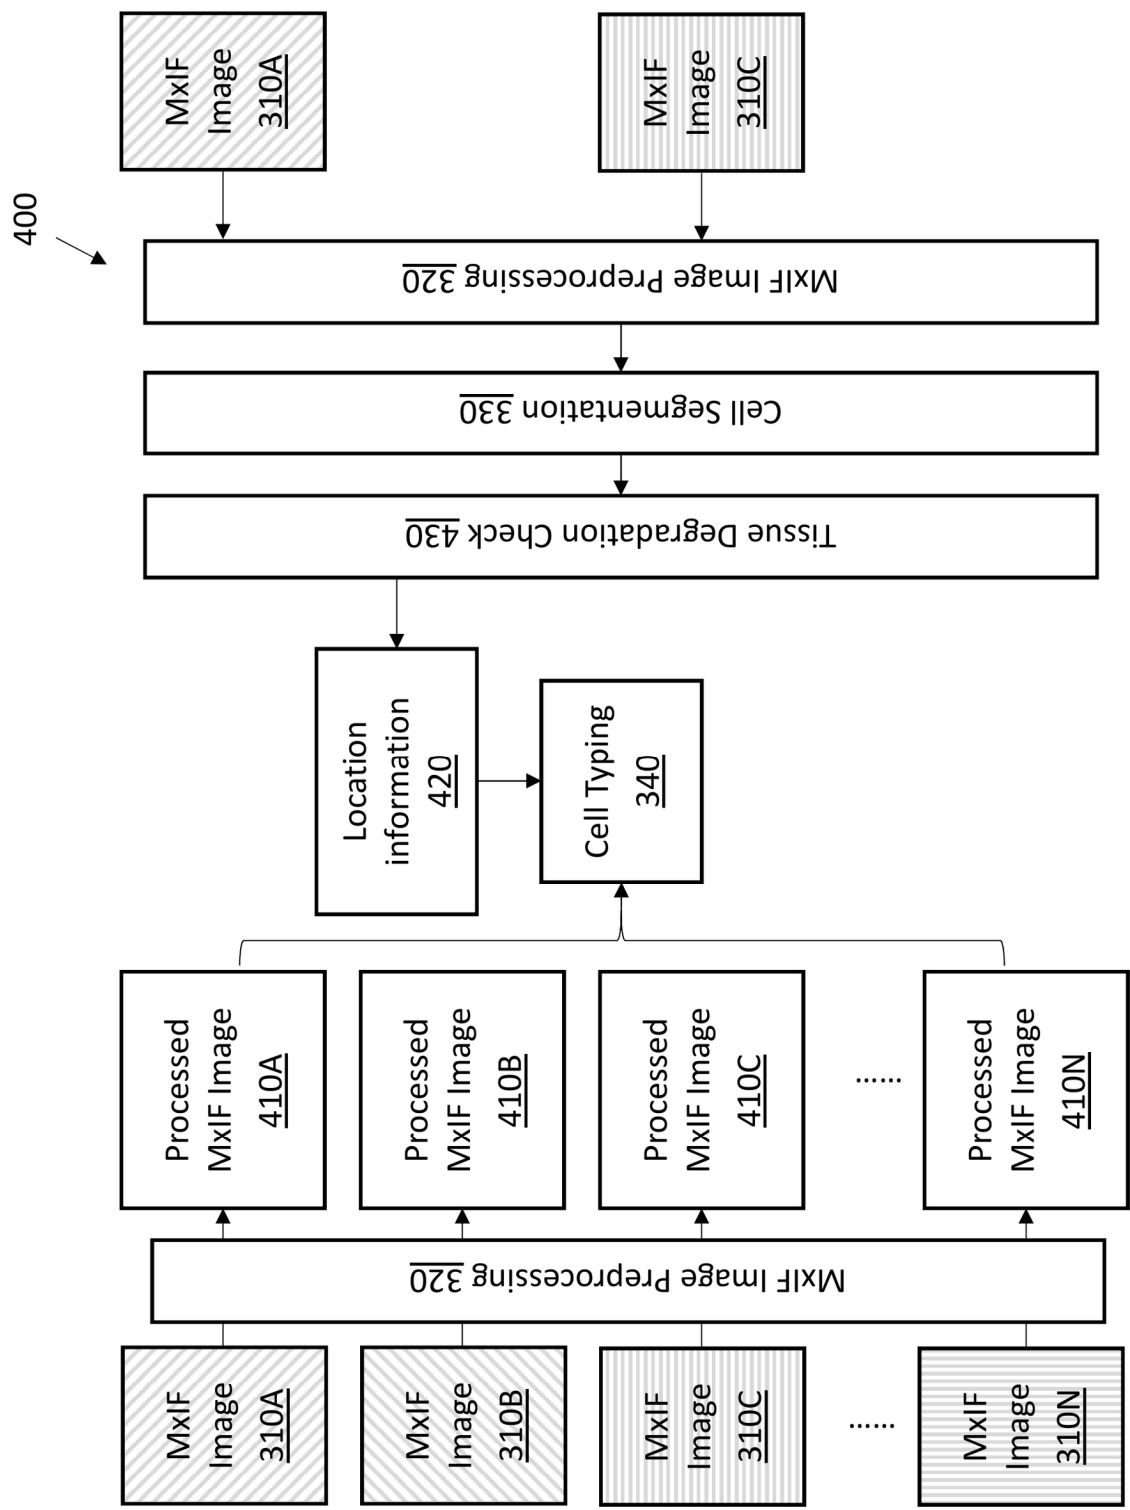 400
MxIF
Image
310A
MxIF
Image
310B
MxIF
Image
310C
……
MxIF
Image
310N
MxIF Image Preprocessing 320
Processed
MxIF Image
410A
Processed
MxIF Image
410B
Processed
MxIF Image
410C
……
Processed
MxIF Image
410N
Location
information
420
Cell Typing
340
Tissue Degradation Check 430
Cell Segmentation 330
MxIF Image Preprocessing 320
MxIF
Image
310A
MxIF
Image
310C